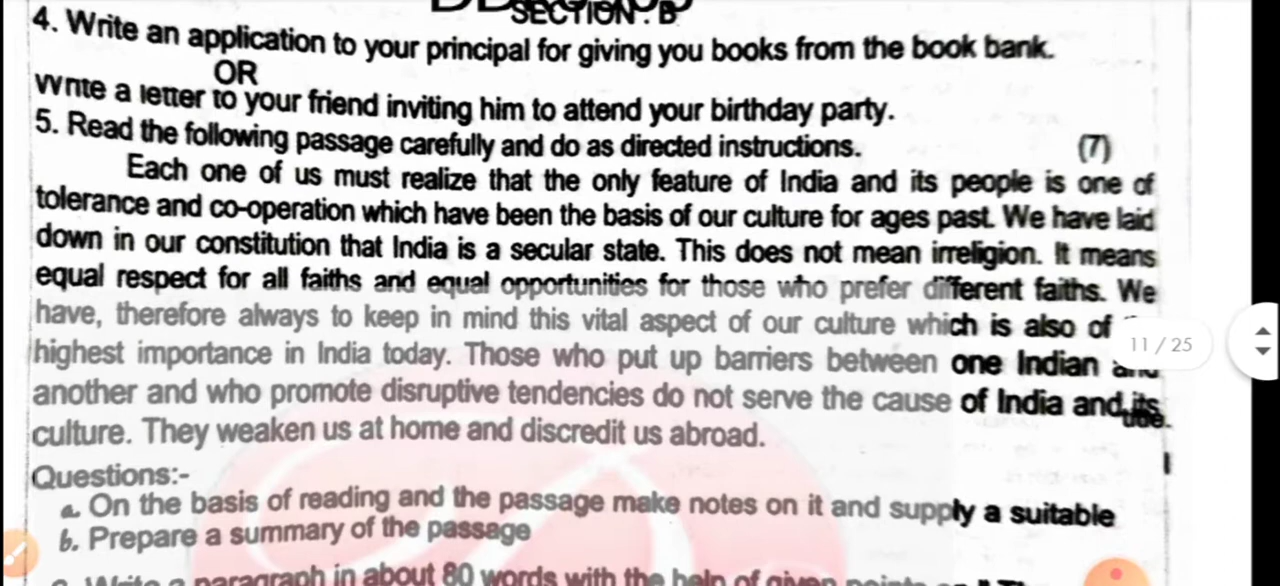 SECTION : B
4. Write an application to your principal for giving you books from the book bank.
OR
Write a letter to your friend inviting him to attend your birthday party.
5. Read the following passage carefully and do as directed instructions. (7)
Each one of us must realize that the only feature of India and its people is one of
tolerance and co-operation which have been the basis of our culture for ages past. We have laid
down in our constitution that India is a secular state. This does not mean irreligion. It means
equal respect for all faiths and equal opportunities for those who prefer different faiths. We
have, therefore always to keep in mind this vital aspect of our culture which is also of
11 / 25
highest importance in India today. Those who put up barriers between one Indian and
another and who promote disruptive tendencies do not serve the cause of India and its
culture. They weaken us at home and discredit us abroad.
Questions:-
a. On the basis of reading and the passage make notes on it and supply a suitable
title.
b. Prepare a summary of the passage
Write a paragraph in about 80 words with the help of given points on